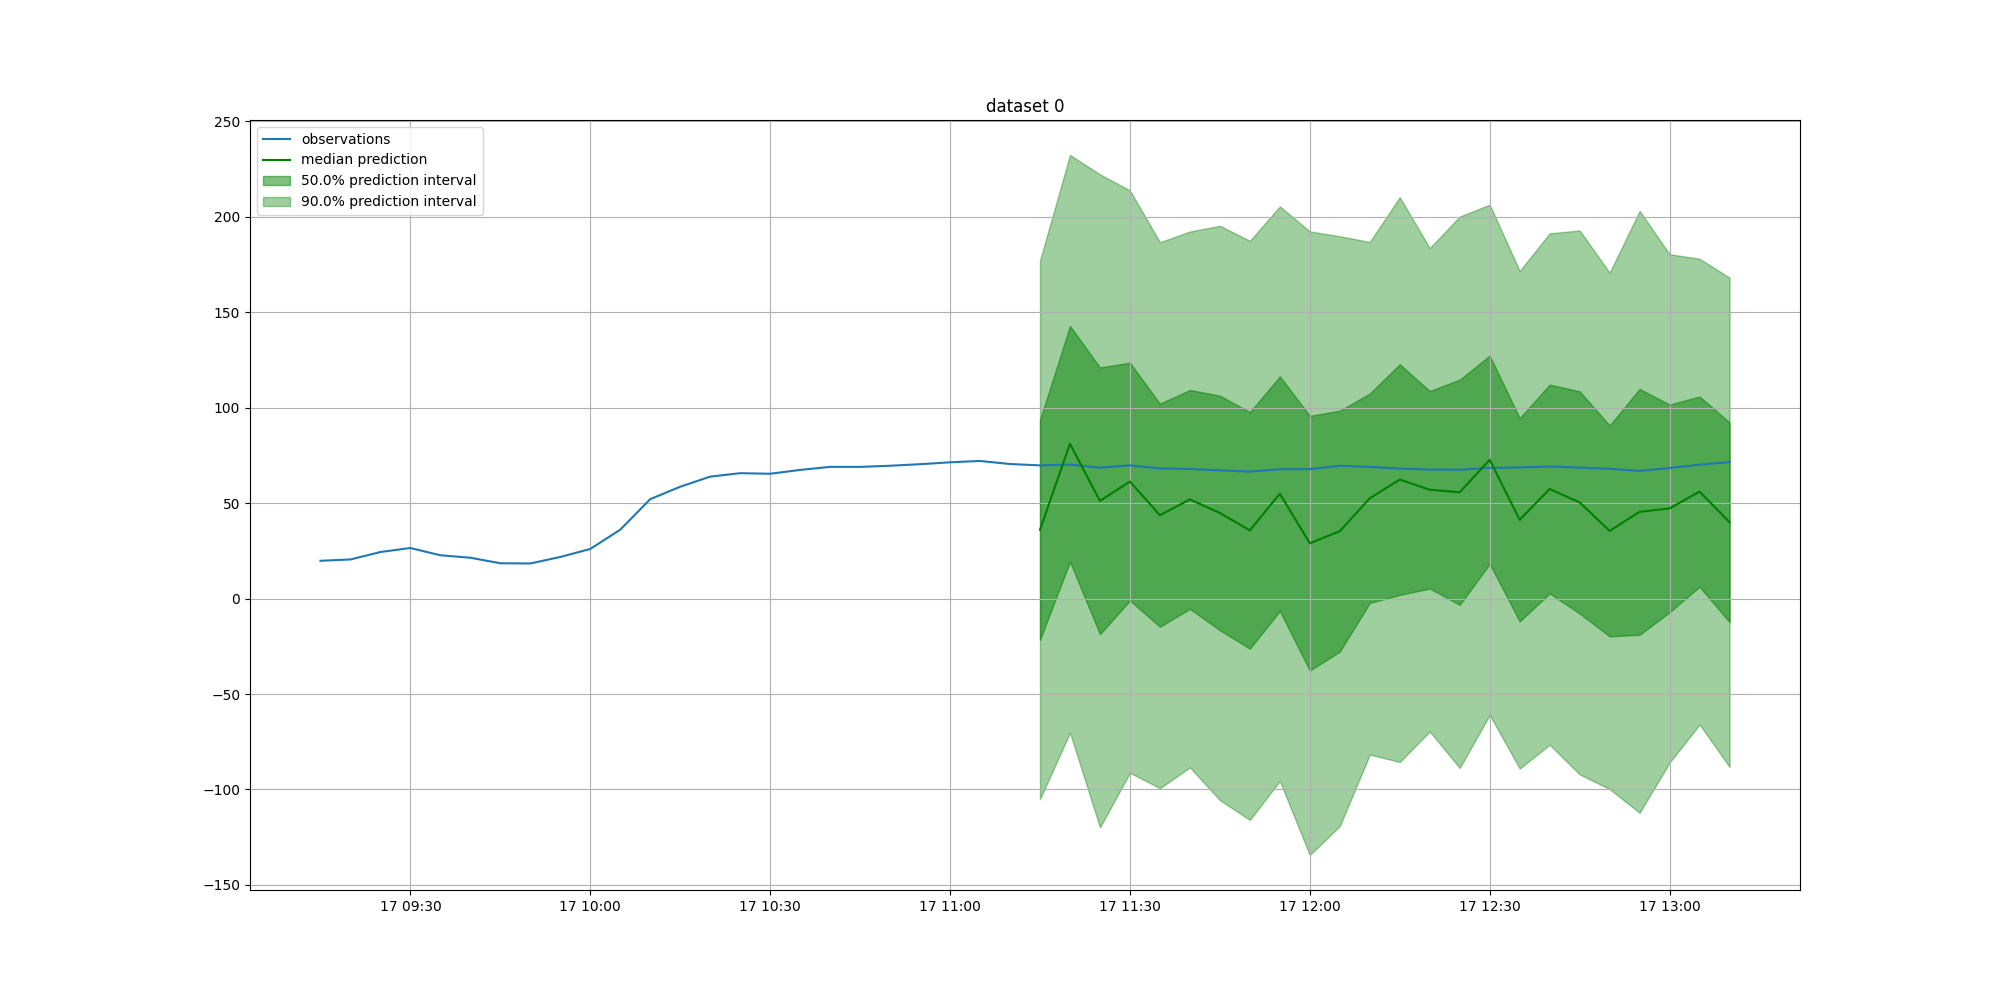 dataset 0
250
observations
median prediction
50.0% prediction interval
90.0% prediction interval
200
150
100
50
0
−50
−100
−150
17 09:30 17 10:00 17 10:30 17 11:00 17 11:30 17 12:00 17 12:30 17 13:00